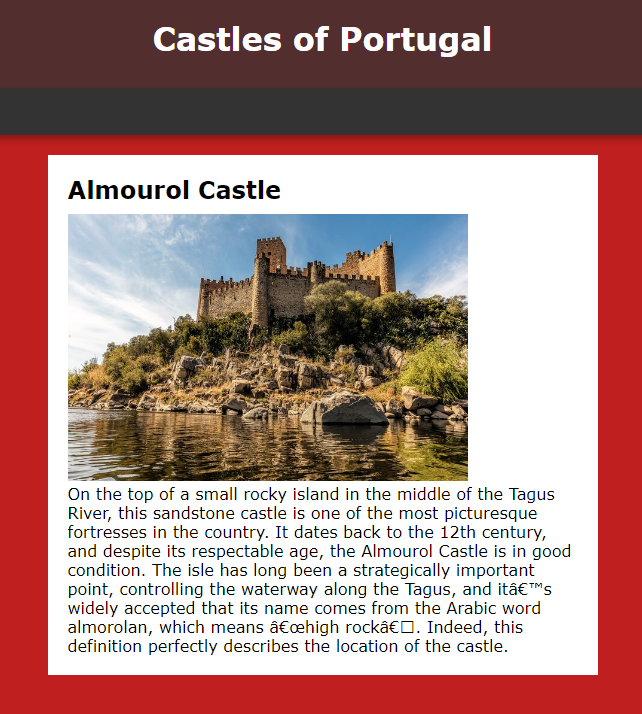 Castles of Portugal
Almourol Castle
On the top of a small rocky island in the middle of the Tagus
River, this sandstone castle is one of the most picturesque
fortresses in the country. It dates back to the 12th century,
and despite its respectable age, the Almourol Castle is in good
condition. The isle has long been a strategically important
point, controlling the waterway along the Tagus, and itâ€™s
widely accepted that its name comes from the Arabic word
almorolan, which means â€œhigh rockâ€□. Indeed, this
definition perfectly describes the location of the castle.